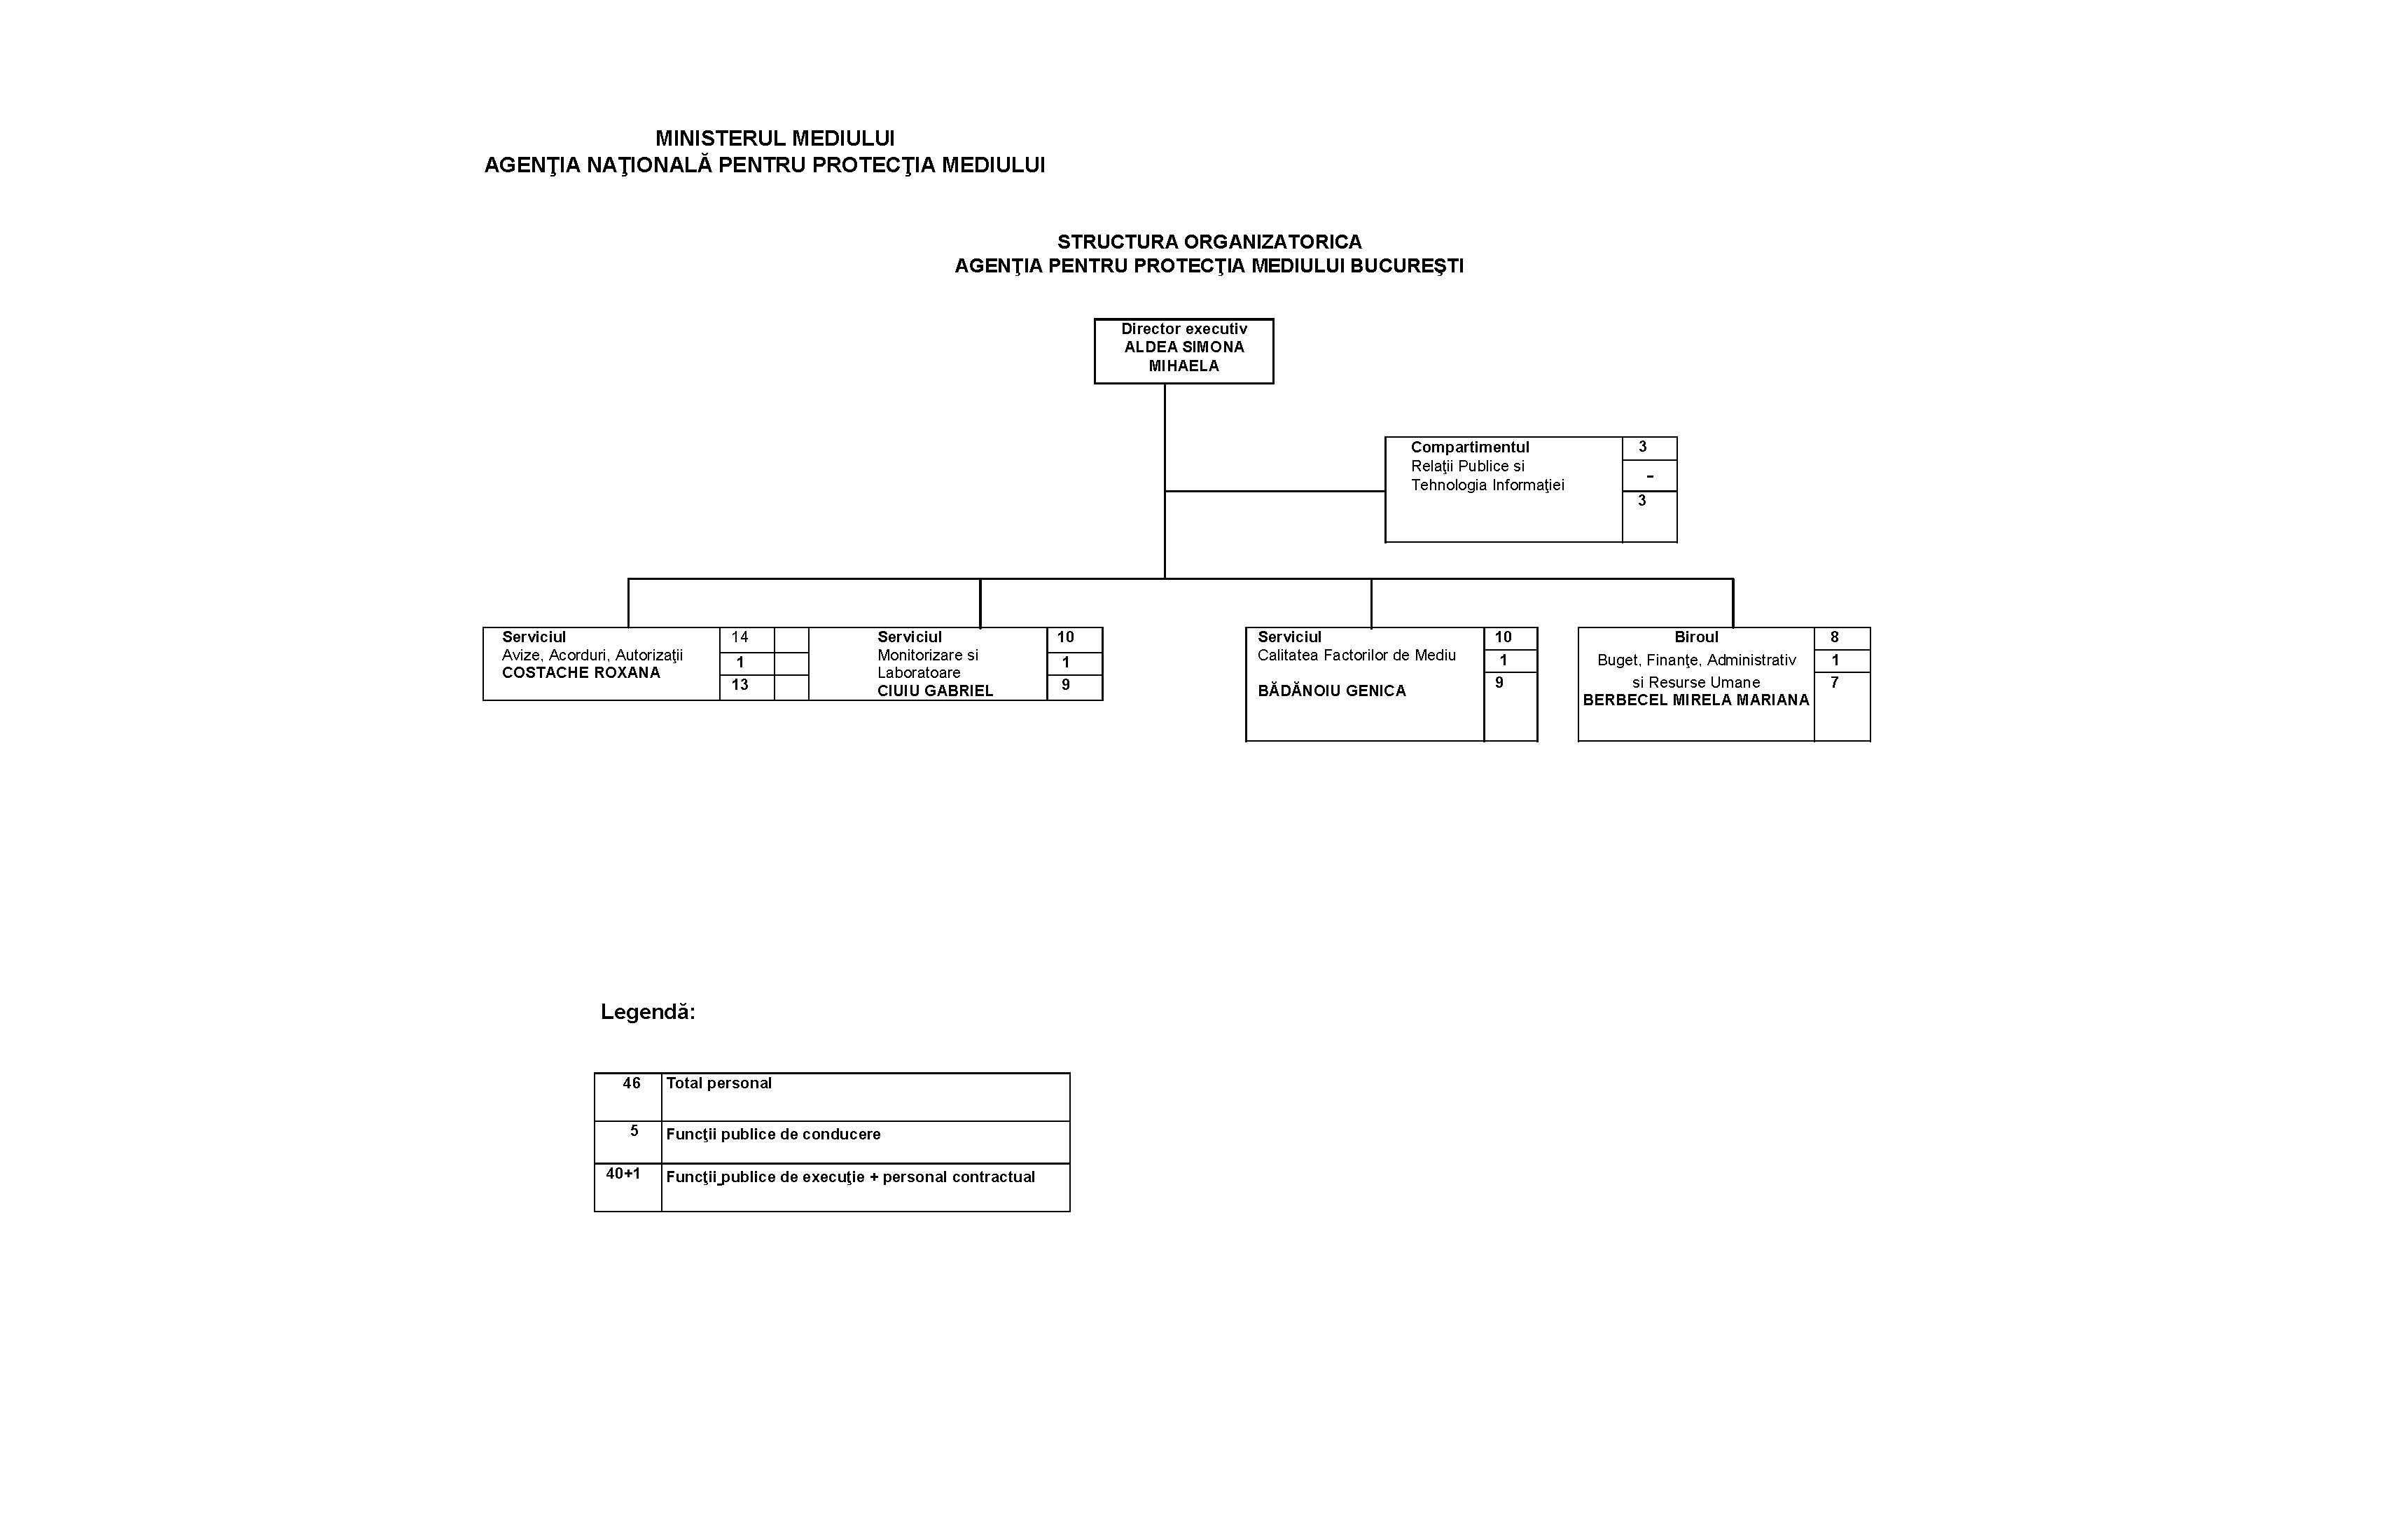 MINISTERUL MEDIULUI
AGENŢIA NAŢIONALĂ PENTRU PROTECŢIA MEDIULUI
STRUCTURA ORGANIZATORICA
AGENŢIA PENTRU PROTECŢIA MEDIULUI BUCUREŞTI
Director executiv
ALDEA SIMONA
MIHAELA
Compartimentul
Relaţii Publice si
Tehnologia Informaţiei
3
-
3
Serviciul
Avize, Acorduri, Autorizaţii
COSTACHE ROXANA
14
1
13
Serviciul
Monitorizare si
Laboratoare
CIUIU GABRIEL
10
1
9
Serviciul
Calitatea Factorilor de Mediu
BĂDĂNOIU GENICA
10
1
9
Biroul
Buget, Finanţe, Administrativ
si Resurse Umane
BERBECEL MIRELA MARIANA
8
1
7
Legendă:
46 Total personal
5 Funcţii publice de conducere
40+1 Funcţii publice de execuţie + personal contractual